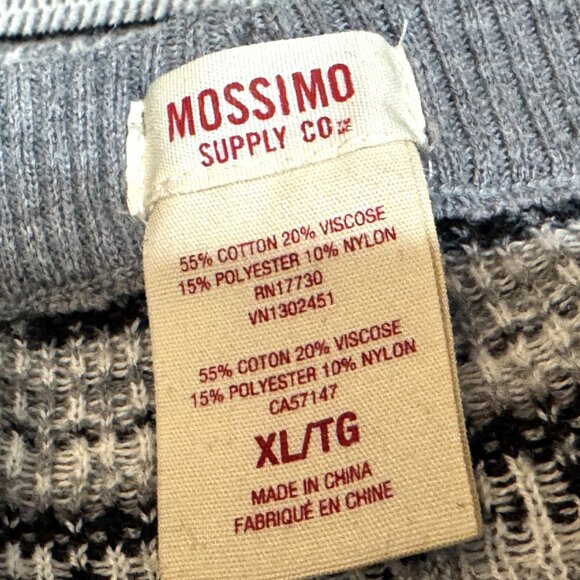 MOSSIMO
SUPPLY CO.
55% COTTON 20% VISCOSE
15% POLYESTER 10% NYLON
RN17730
VN1302451
55% COTON 20% VISCOSE
15% POLYESTER 10% NYLON
CA57147
XL/TG
MADE IN CHINA
FABRIQUÉ EN CHINE